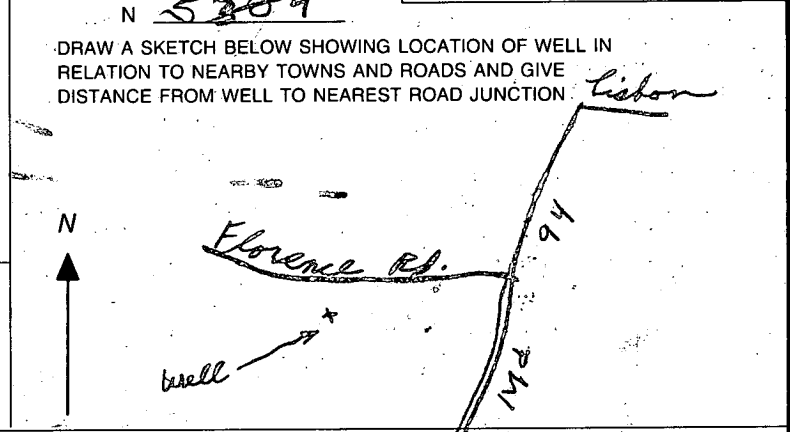 N 5309
DRAW A SKETCH BELOW SHOWING LOCATION OF WELL IN
RELATION TO NEARBY TOWNS AND ROADS AND GIVE
DISTANCE FROM WELL TO NEAREST ROAD JUNCTION
Lisbon
94
N
Florence Rd.
well
Md